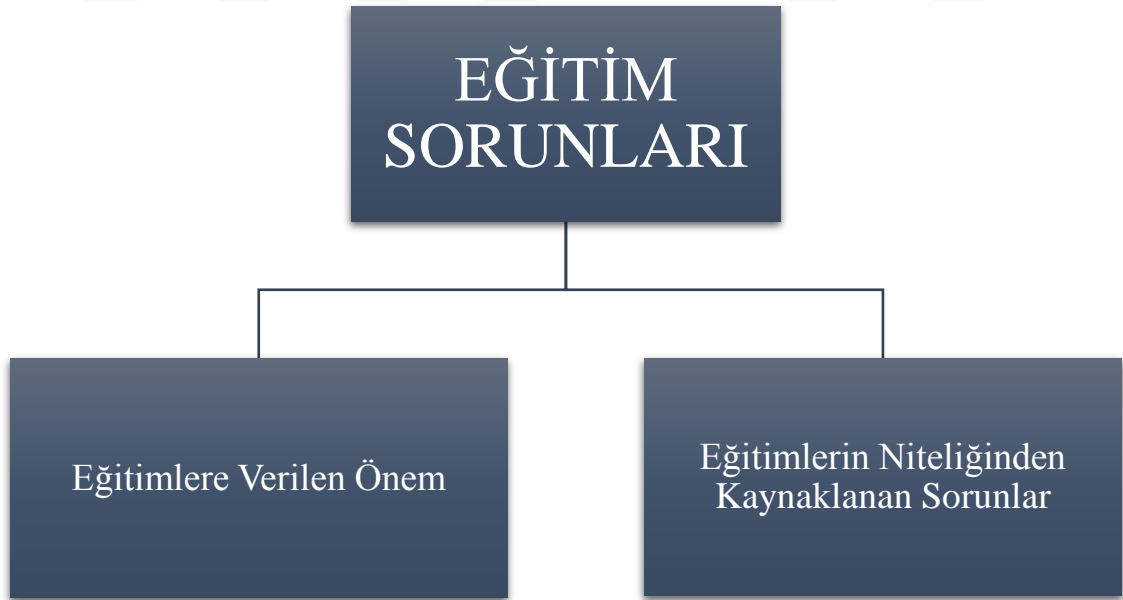 EĞİTİM
SORUNLARI
Eğitimlere Verilen Önem
Eğitimlerin Niteliğinden
Kaynaklanan Sorunlar